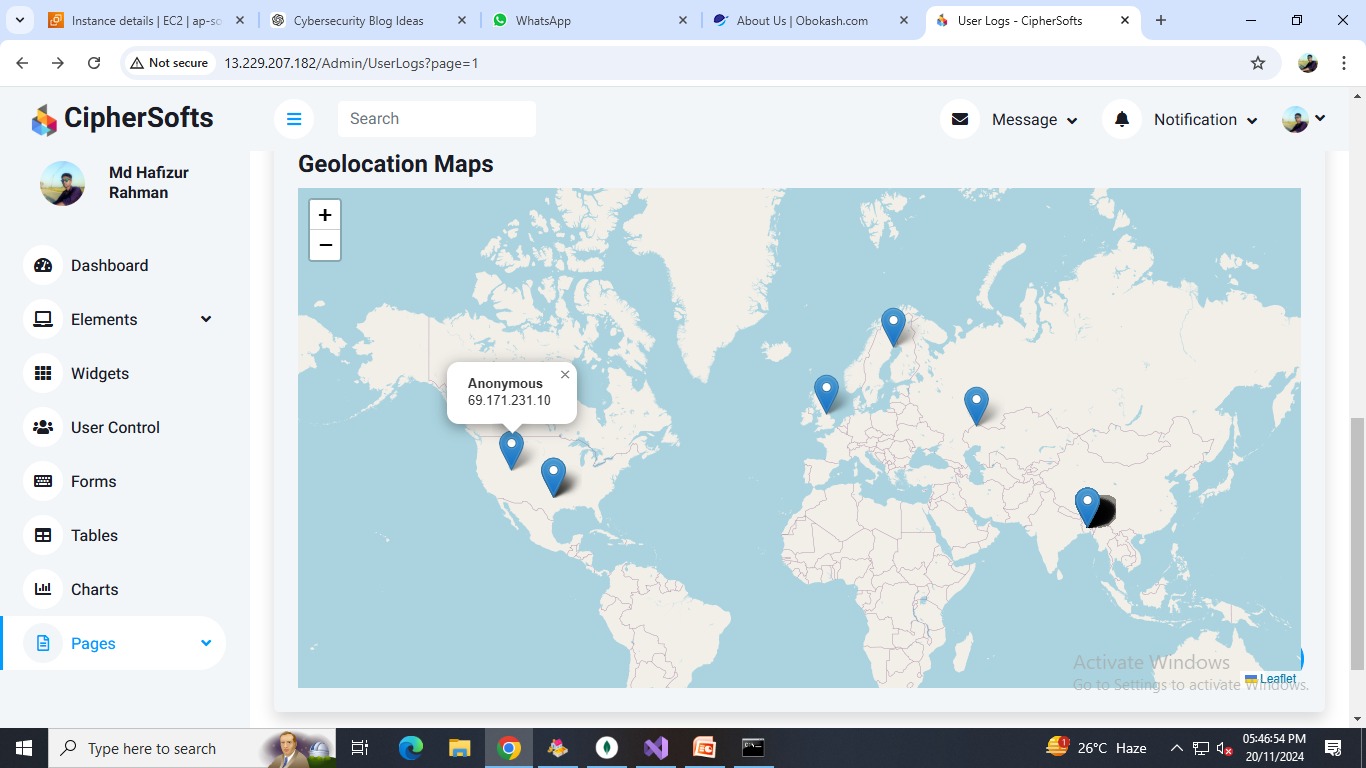 Instance details | EC2 | ap-so
Cybersecurity Blog Ideas
WhatsApp
About Us | Obokash.com
User Logs - CipherSofts
Not secure
13.229.207.182/Admin/UserLogs?page=1
CipherSofts
Search
Message
Notification
Md Hafizur
Rahman
Dashboard
Elements
Widgets
User Control
Forms
Tables
Charts
Pages
Geolocation Maps
+
−
Anonymous
69.171.231.10
Activate Windows
Go to Settings to activate Windows.
Leaflet
Type here to search
1
26°C Haze
05:46:54 PM
20/11/2024